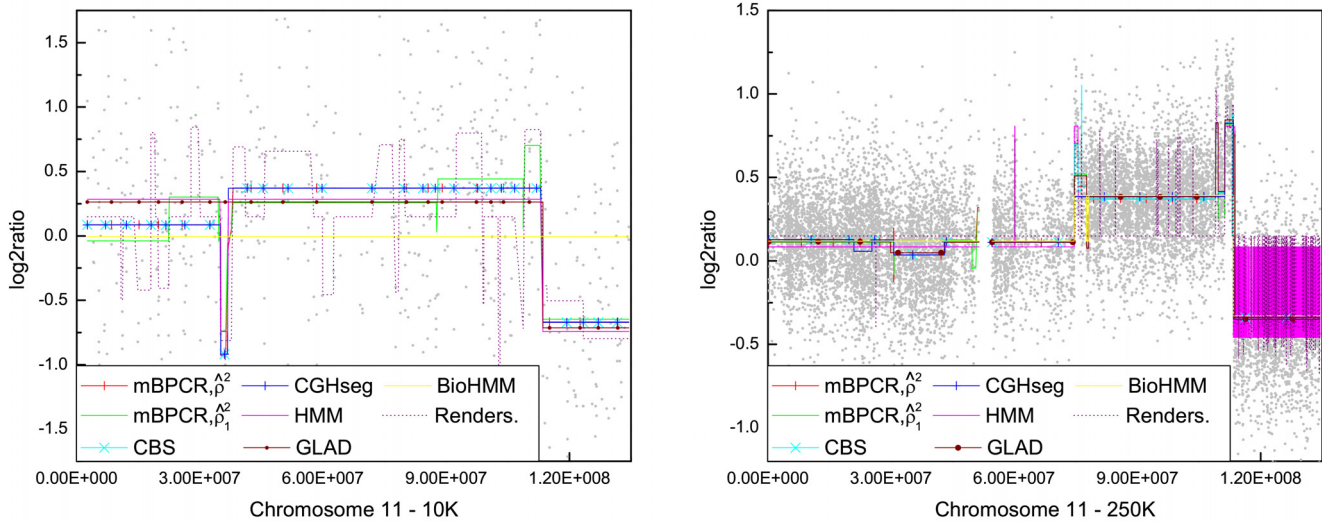 1.5
1.0
0.5
0.0
-0.5
-1.0
-1.5
log2ratio
mBPCR,ρ̂²
CGHseg
BioHMM
mBPCR,ρ̂₁²
HMM
Renders.
CBS
GLAD
0.00E+000
3.00E+007
6.00E+007
9.00E+007
1.20E+008
Chromosome 11 - 10K
1.5
1.0
0.5
0.0
-0.5
-1.0
log2ratio
mBPCR,ρ̂²
CGHseg
BioHMM
mBPCR,ρ̂₁²
HMM
Renders.
CBS
GLAD
0.00E+000
3.00E+007
6.00E+007
9.00E+007
1.20E+008
Chromosome 11 - 250K